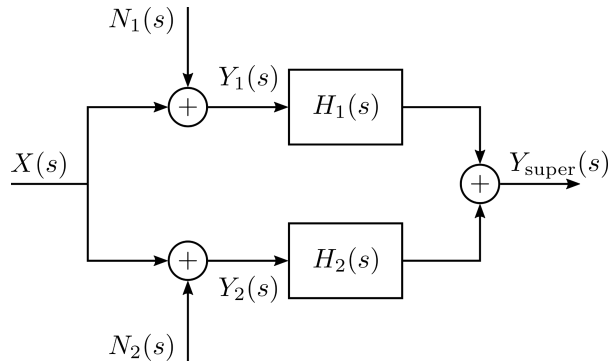 N₁(s)
Y₁(s)
H₁(s)
X(s)
Y_super(s)
H₂(s)
Y₂(s)
N₂(s)
+
+
+